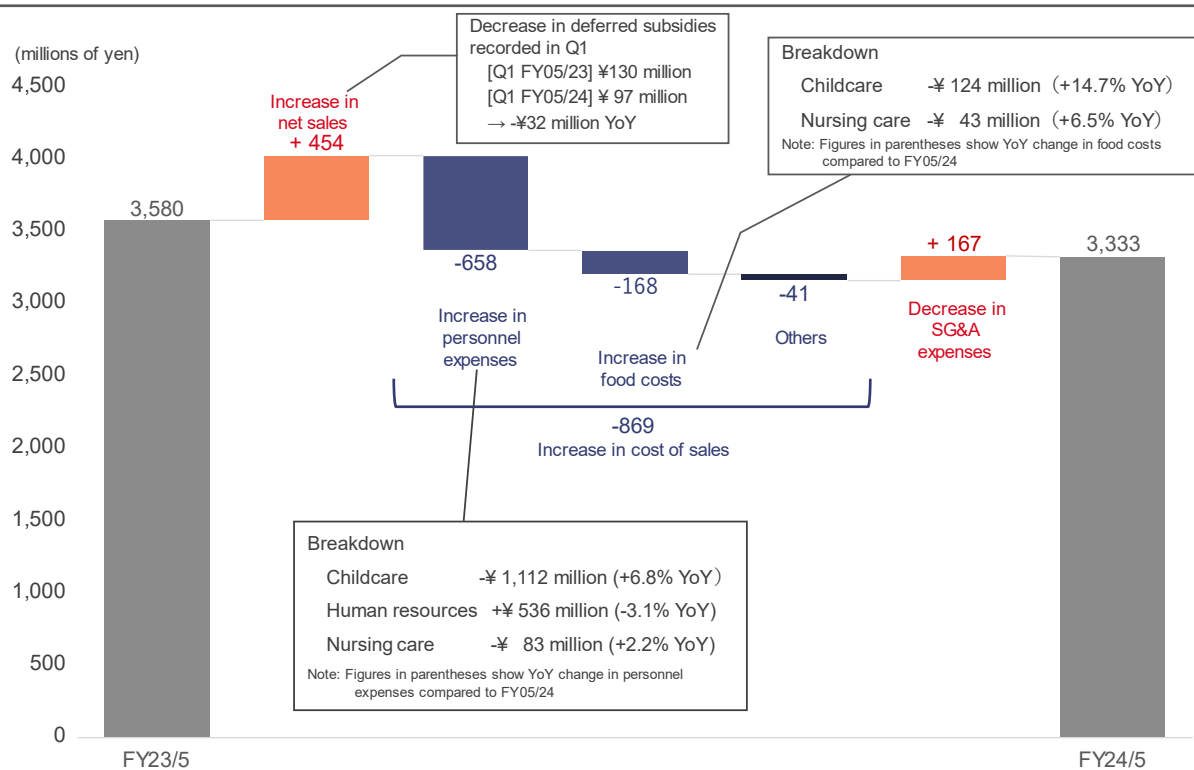 (millions of yen)
4,500
4,000
3,500
3,000
2,500
2,000
1,500
1,000
500
0
3,580
FY23/5
Increase in
net sales
+ 454
Decrease in deferred subsidies
recorded in Q1
[Q1 FY05/23] ¥130 million
[Q1 FY05/24] ¥ 97 million
→ -¥32 million YoY
-658
Increase in
personnel
expenses
-168
Increase in
food costs
-41
Others
-869
Increase in cost of sales
Breakdown
Childcare -¥ 124 million（+14.7% YoY）
Nursing care -¥ 43 million（+6.5% YoY）
Note: Figures in parentheses show YoY change in food costs
compared to FY05/24
+ 167
Decrease in
SG&A
expenses
3,333
FY24/5
Breakdown
Childcare -¥ 1,112 million (+6.8% YoY）
Human resources +¥ 536 million (-3.1% YoY)
Nursing care -¥ 83 million (+2.2% YoY)
Note: Figures in parentheses show YoY change in personnel
expenses compared to FY05/24